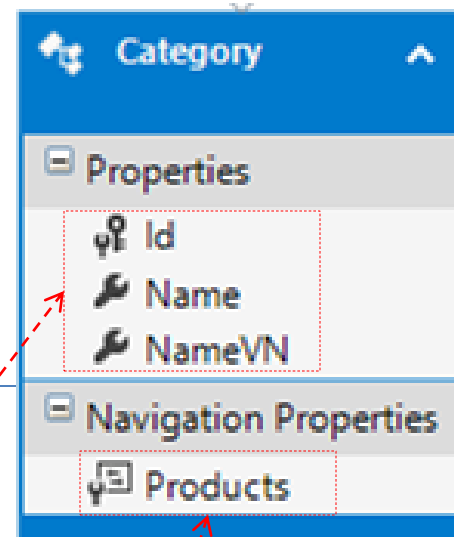 Category
Properties
Id
Name
NameVN
Navigation Properties
Products